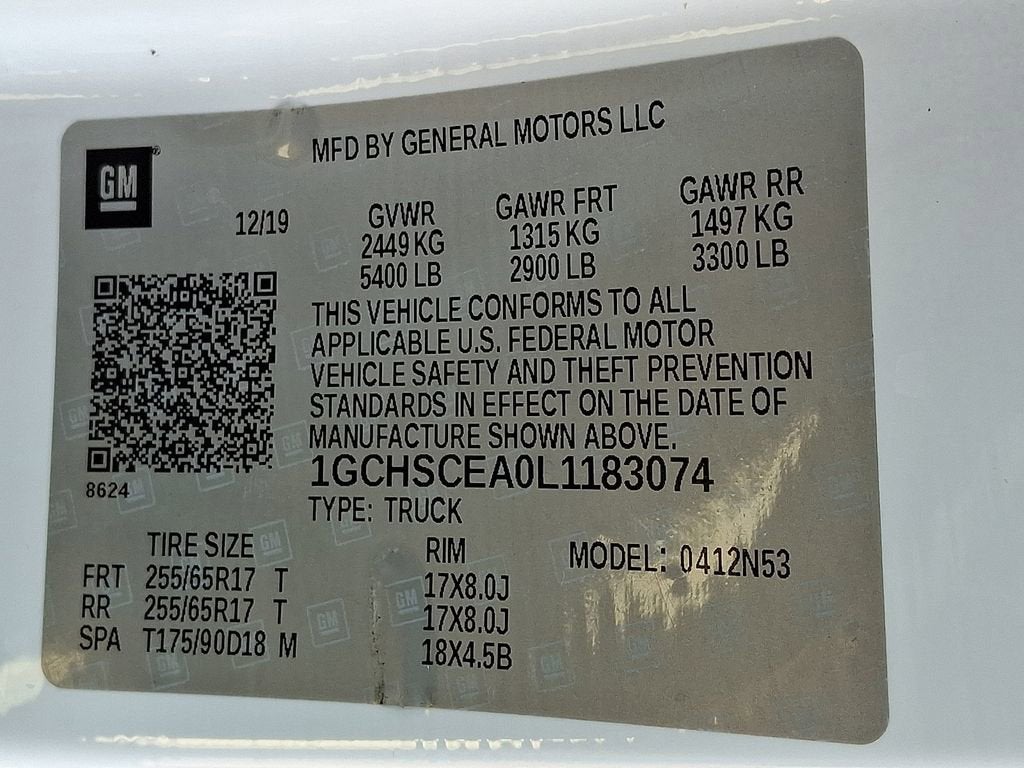 MFD BY GENERAL MOTORS LLC
GM
12/19
GVWR GAWR FRT GAWR RR
2449 KG 1315 KG 1497 KG
5400 LB 2900 LB 3300 LB
THIS VEHICLE CONFORMS TO ALL
APPLICABLE U.S. FEDERAL MOTOR
VEHICLE SAFETY AND THEFT PREVENTION
STANDARDS IN EFFECT ON THE DATE OF
MANUFACTURE SHOWN ABOVE.
1GCHSCEA0L1183074
8624
TYPE: TRUCK
TIRE SIZE RIM MODEL: 0412N53
FRT 255/65R17 T 17X8.0J
RR 255/65R17 T 17X8.0J
SPA T175/90D18 M 18X4.5B